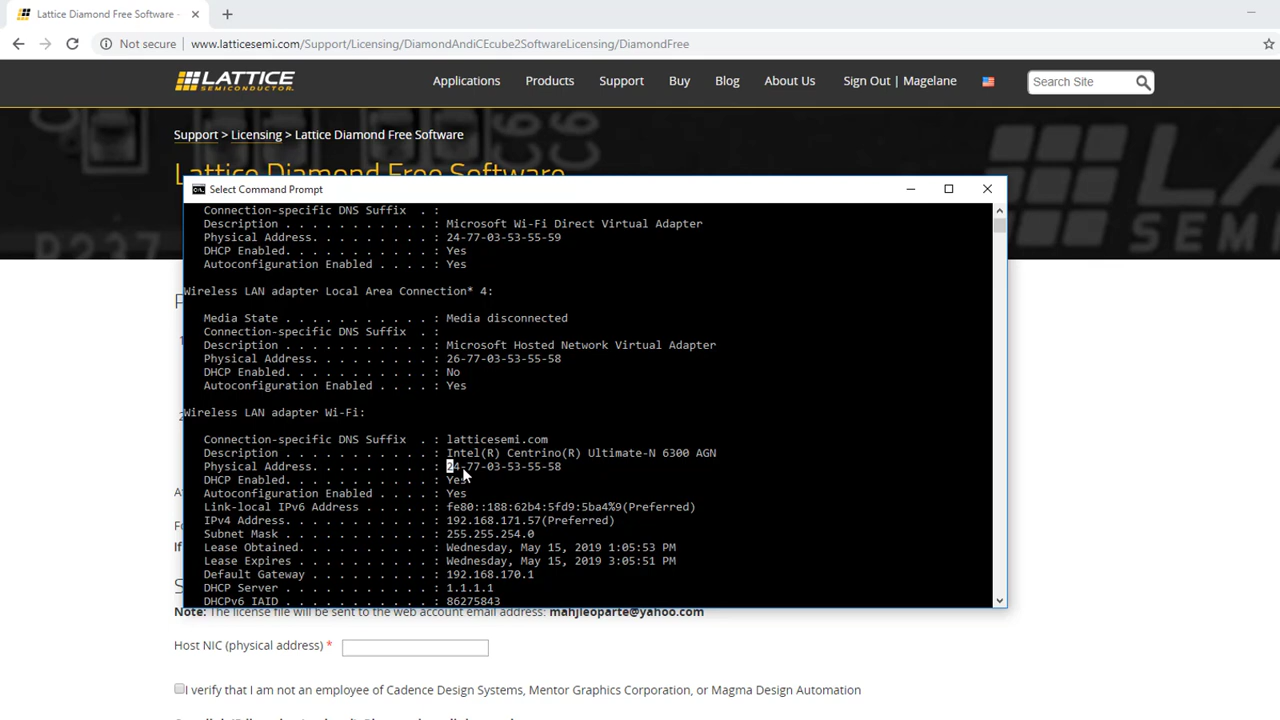 Lattice Diamond Free Software -
Not secure www.latticesemi.com/Support/Licensing/DiamondAndiCEcube2SoftwareLicensing/DiamondFree
LATTICE
SEMICONDUCTOR.
Applications Products Support Buy Blog About Us Sign Out | Magelane Search Site
Support > Licensing > Lattice Diamond Free Software
Lattice Diamond Free Software
Select Command Prompt
Connection-specific DNS Suffix . :
Description . . . . . . . . . . . : Microsoft Wi-Fi Direct Virtual Adapter
Physical Address. . . . . . . . . : 24-77-03-53-55-59
DHCP Enabled. . . . . . . . . . . : Yes
Autoconfiguration Enabled . . . . : Yes
Wireless LAN adapter Local Area Connection* 4:
Media State . . . . . . . . . . . : Media disconnected
Connection-specific DNS Suffix . :
Description . . . . . . . . . . . : Microsoft Hosted Network Virtual Adapter
Physical Address. . . . . . . . . : 26-77-03-53-55-58
DHCP Enabled. . . . . . . . . . . : No
Autoconfiguration Enabled . . . . : Yes
Wireless LAN adapter Wi-Fi:
Connection-specific DNS Suffix . : latticesemi.com
Description . . . . . . . . . . . : Intel(R) Centrino(R) Ultimate-N 6300 AGN
Physical Address. . . . . . . . . : 24-77-03-53-55-58
DHCP Enabled. . . . . . . . . . . : Yes
Autoconfiguration Enabled . . . . : Yes
Link-local IPv6 Address . . . . . : fe80::188:62b4:5fd9:5ba4%9(Preferred)
IPv4 Address. . . . . . . . . . . : 192.168.171.57(Preferred)
Subnet Mask . . . . . . . . . . . : 255.255.254.0
Lease Obtained. . . . . . . . . . : Wednesday, May 15, 2019 1:05:53 PM
Lease Expires . . . . . . . . . . : Wednesday, May 15, 2019 3:05:51 PM
Default Gateway . . . . . . . . . : 192.168.170.1
DHCP Server . . . . . . . . . . . : 1.1.1.1
DHCPv6 IAID . . . . . . . . . . . : 86275843
Note: The license file will be sent to the web account email address: mahjleoparte@yahoo.com
Host NIC (physical address) *
I verify that I am not an employee of Cadence Design Systems, Mentor Graphics Corporation, or Magma Design Automation